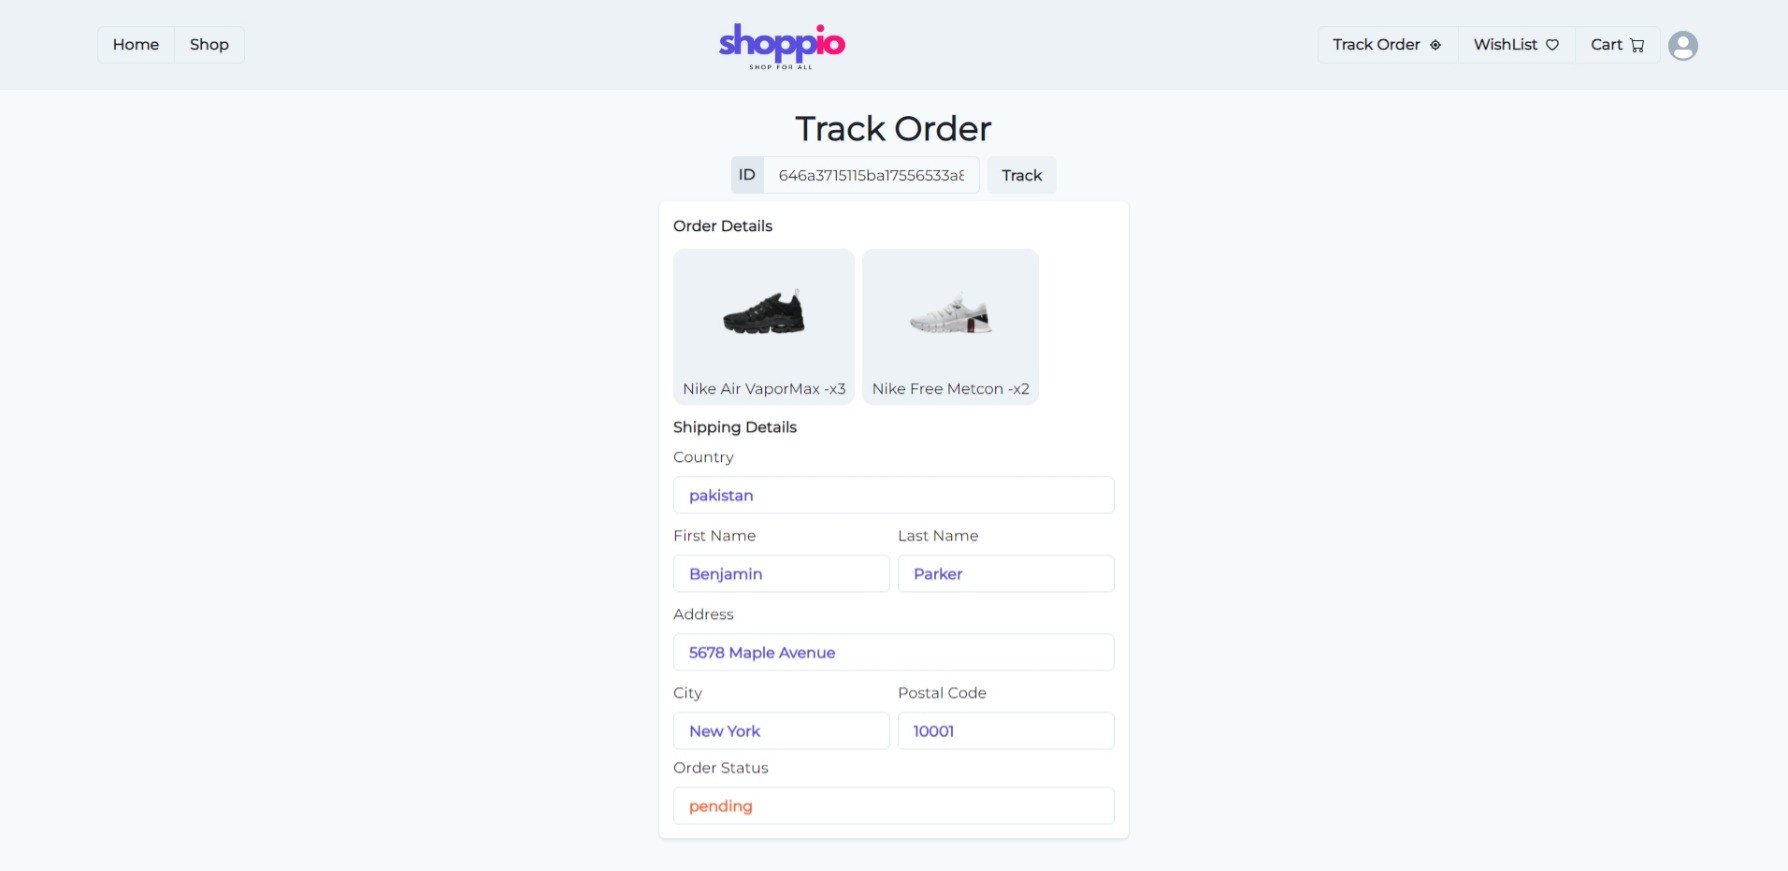 Home Shop
shoppio
SHOP FOR ALL
Track Order WishList Cart
Track Order
ID 646a3715115ba17556533a8 Track
Order Details
Nike Air VaporMax -x3 Nike Free Metcon -x2
Shipping Details
Country
pakistan
First Name Last Name
Benjamin Parker
Address
5678 Maple Avenue
City Postal Code
New York 10001
Order Status
pending